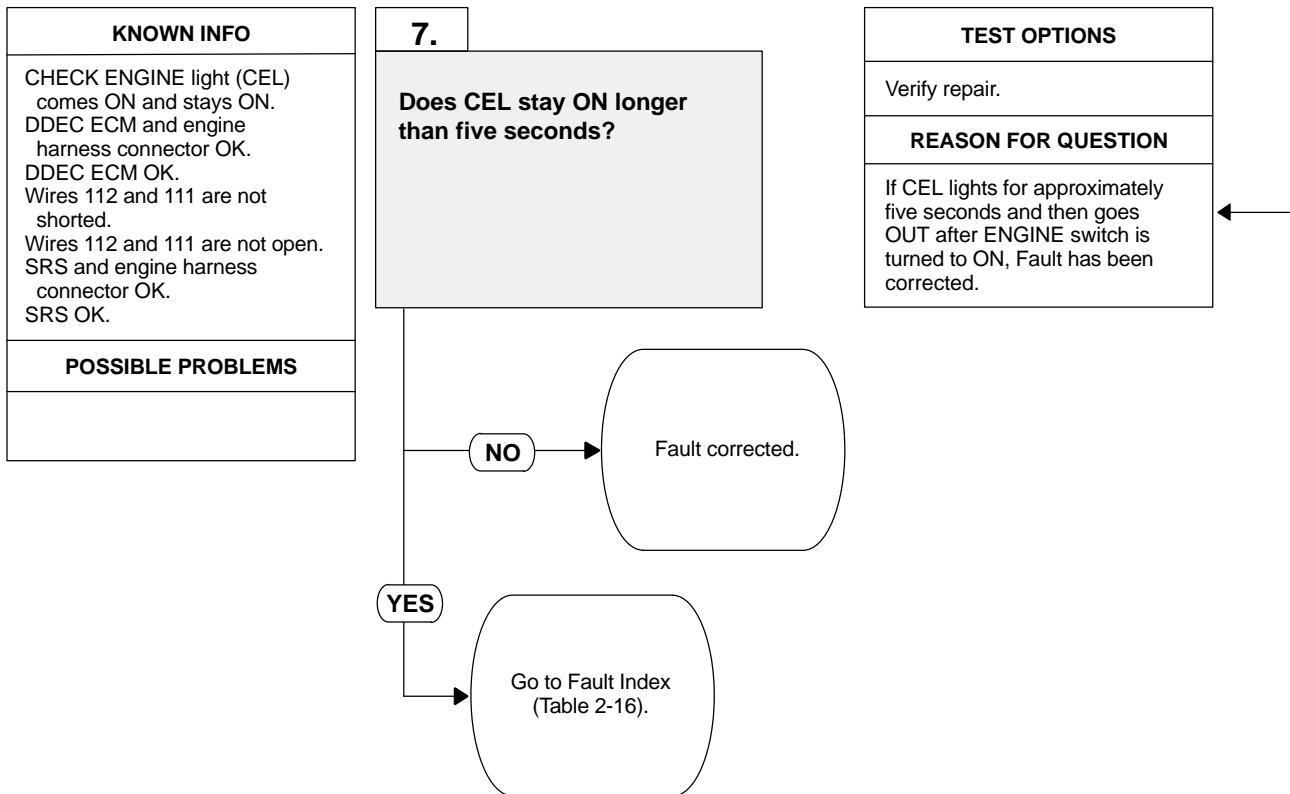 KNOWN INFO
CHECK ENGINE light (CEL)
comes ON and stays ON.
DDEC ECM and engine
harness connector OK.
DDEC ECM OK.
Wires 112 and 111 are not
shorted.
Wires 112 and 111 are not open.
SRS and engine harness
connector OK.
SRS OK.
POSSIBLE PROBLEMS
7.
Does CEL stay ON longer
than five seconds?
NO
Fault corrected.
YES
Go to Fault Index
(Table 2-16).
TEST OPTIONS
Verify repair.
REASON FOR QUESTION
If CEL lights for approximately
five seconds and then goes
OUT after ENGINE switch is
turned to ON, Fault has been
corrected.